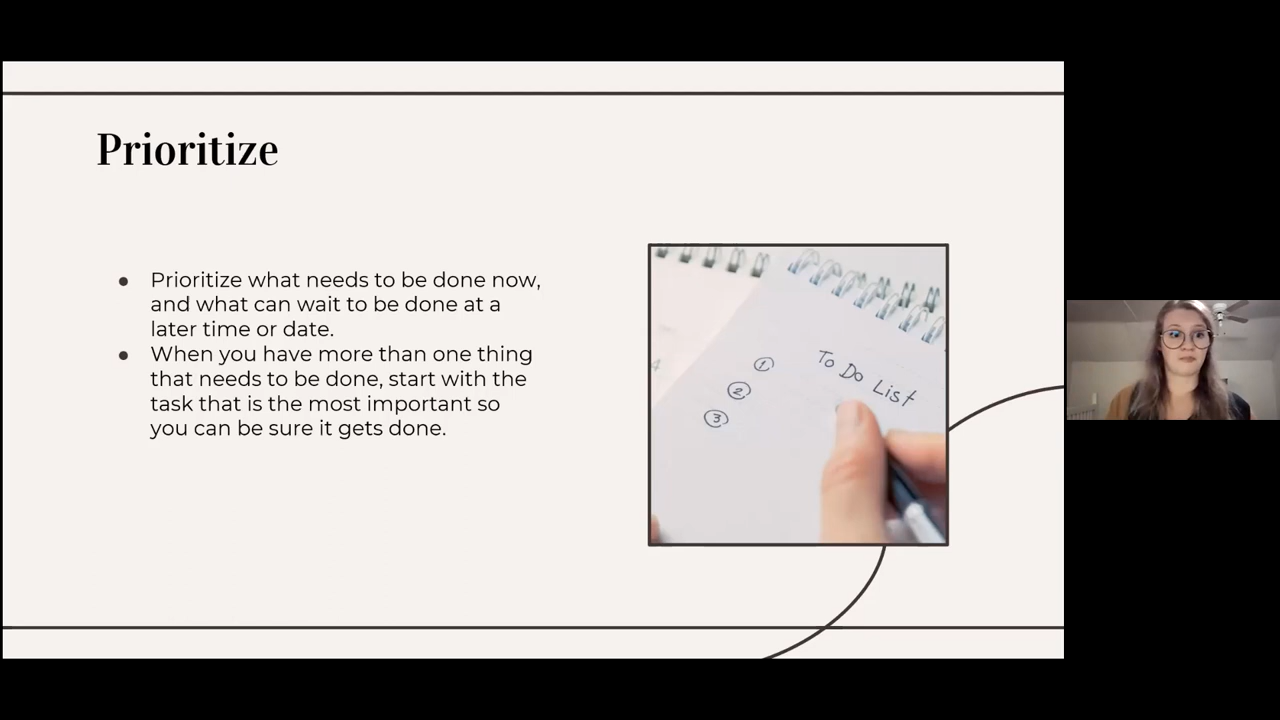 Prioritize
● Prioritize what needs to be done now,
and what can wait to be done at a
later time or date.
● When you have more than one thing
that needs to be done, start with the
task that is the most important so
you can be sure it gets done.
To Do List
1
2
3